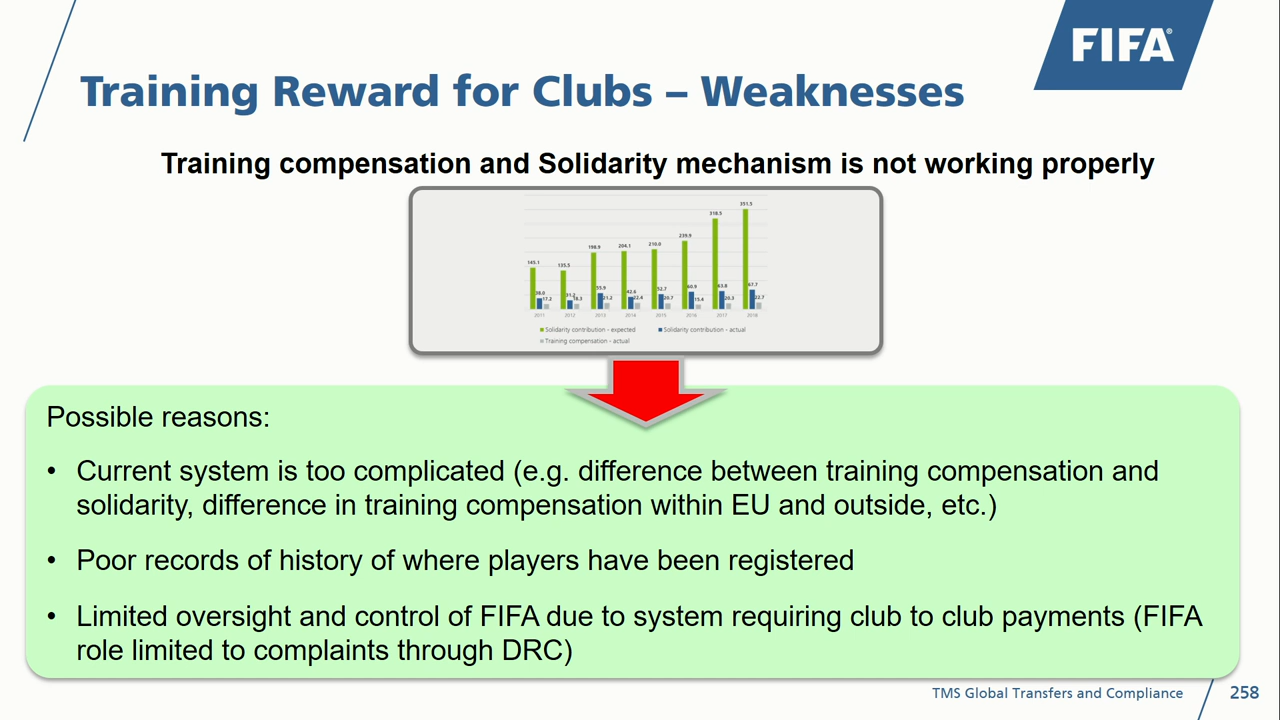 FIFA®
Training Reward for Clubs – Weaknesses
Training compensation and Solidarity mechanism is not working properly
351.5
318.5
239.9
198.9 204.1 210.0
145.1 135.5
38.0 17.2 31.2 18.3 55.9 21.2 42.6 22.4 52.7 20.7 60.9 15.4 63.8 20.3 67.7 22.7
2011 2012 2013 2014 2015 2016 2017 2018
Solidarity contribution - expected Solidarity contribution - actual
Training compensation - actual
Possible reasons:
• Current system is too complicated (e.g. difference between training compensation and
solidarity, difference in training compensation within EU and outside, etc.)
• Poor records of history of where players have been registered
• Limited oversight and control of FIFA due to system requiring club to club payments (FIFA
role limited to complaints through DRC)
TMS Global Transfers and Compliance 258